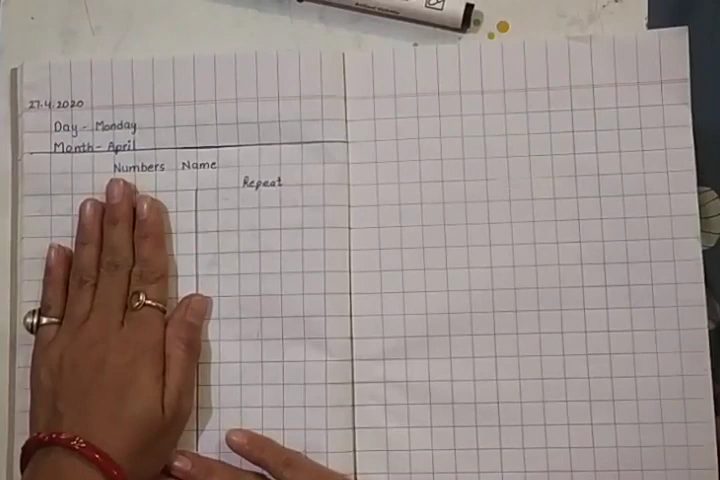 27.4.2020
Day - Monday
Month - April
Numbers Name
Repeat